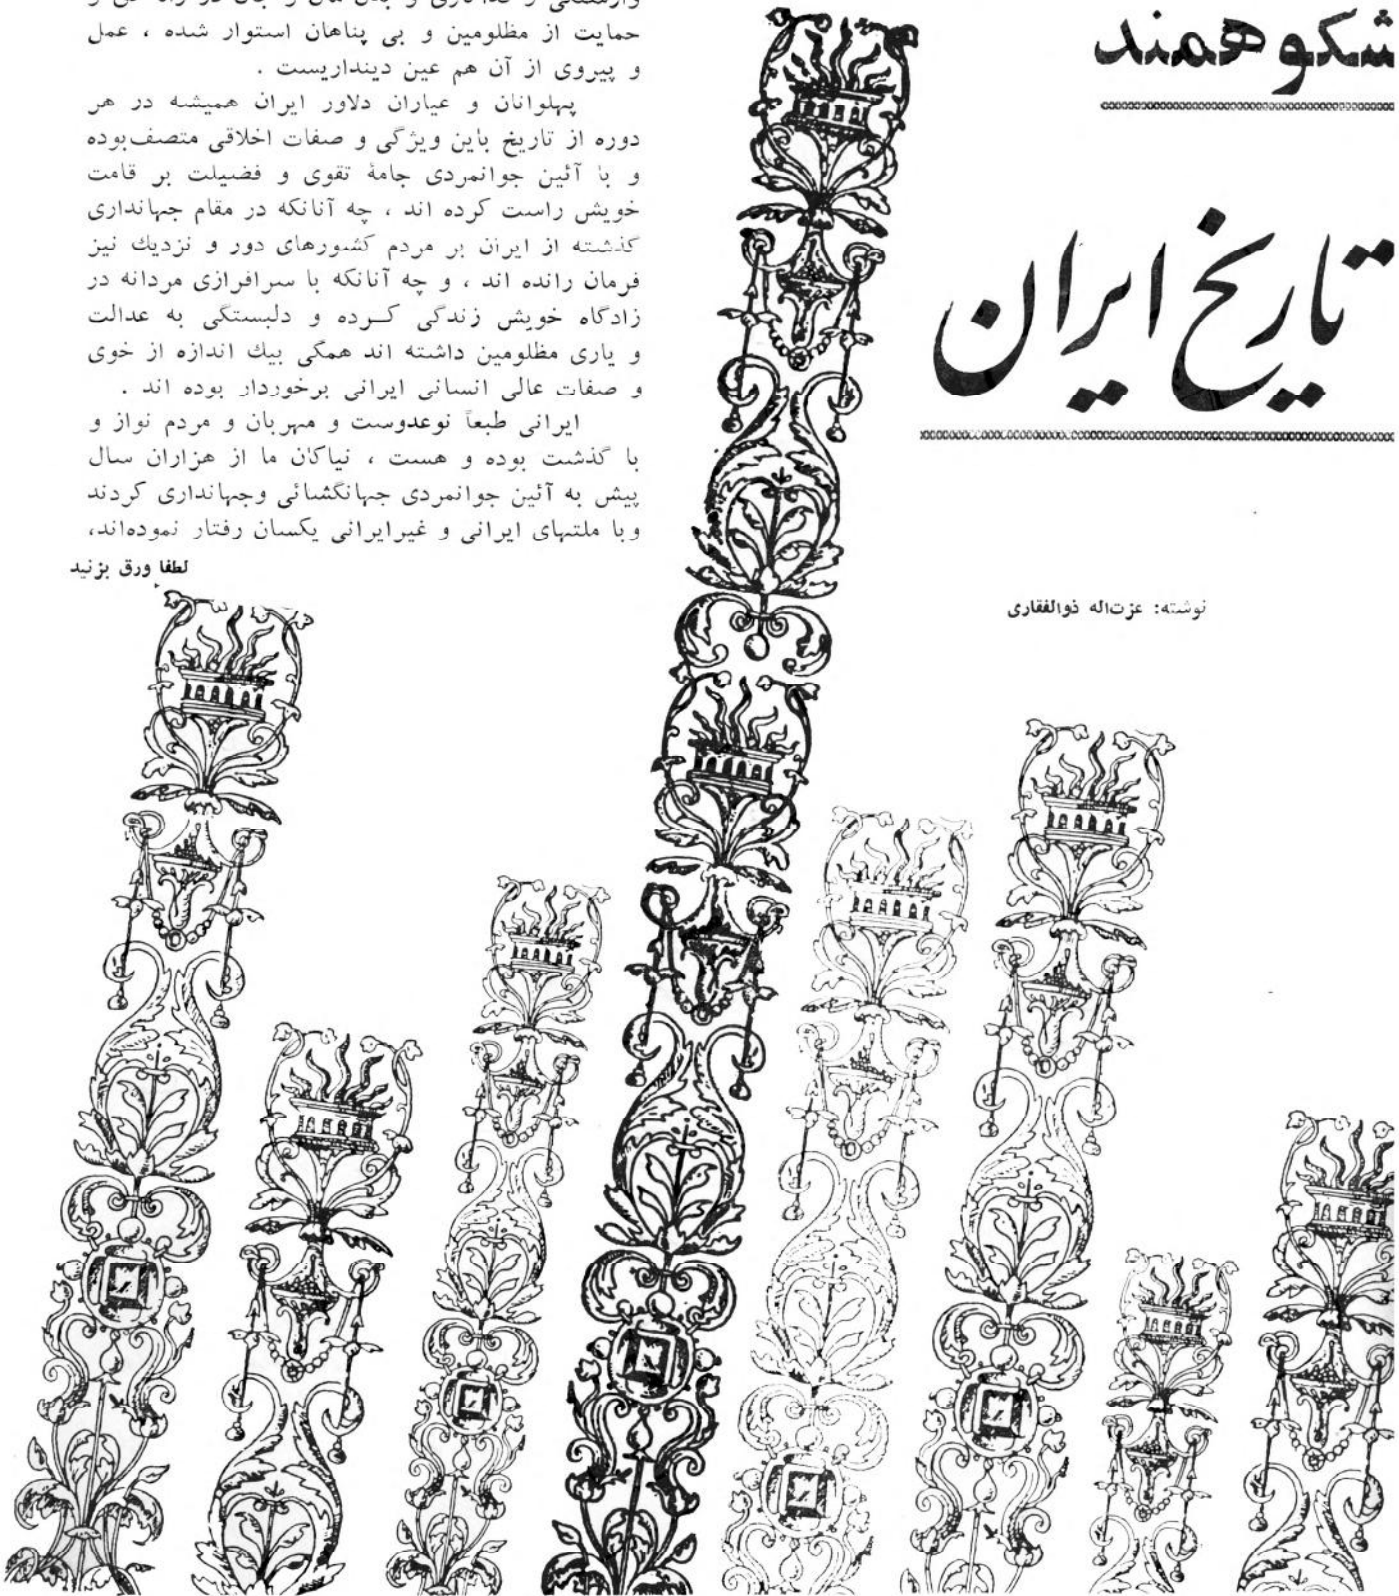 شکوهمند
تاریخ ایران
نوشته: عزت‌اله ذوالفقاری
حمایت از مظلومین و بی پناهان استوار شده ، عمل
و پیروی از آن هم عین دینداریست .
پهلوانان و عیاران دلاور ایران همیشه در هر
دوره از تاریخ باین ویژگی و صفات اخلاقی متصف‌بوده
و با آئین جوانمردی جامۀ تقوی و فضیلت بر قامت
خویش راست کرده اند ، چه آنانکه در مقام جهانداری
گذشته از ایران بر مردم کشورهای دور و نزدیك نیز
فرمان رانده اند ، و چه آنانکه با سرافرازی مردانه در
زادگاه خویش زندگی کــرده و دلبستگی به عدالت
و یاری مظلومین داشته اند همگی بیك اندازه از خوی
و صفات عالی انسانی ایرانی برخوردار بوده اند .
ایرانی طبعاً نوعدوست و مهربان و مردم نواز و
با گذشت بوده و هست ، نیاکان ما از هزاران سال
پیش به آئین جوانمردی جهانگشائی وجهانداری کردند
وبا ملتهای ایرانی و غیرایرانی یکسان رفتار نموده‌اند،
لطفا ورق بزنید